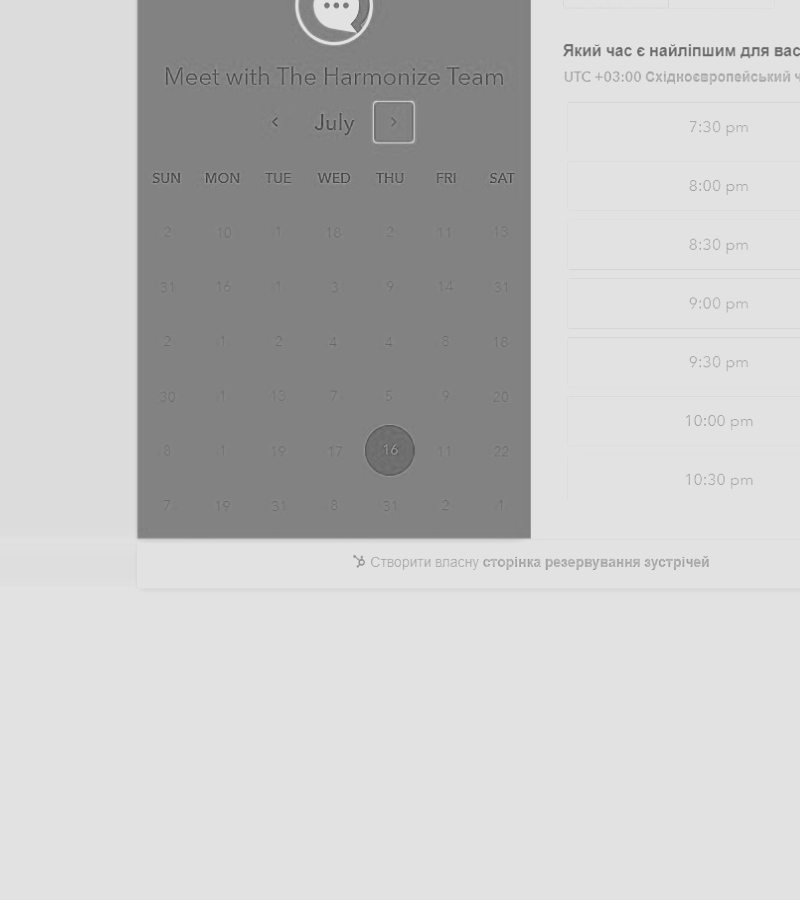 Meet with The Harmonize Team
July
SUN MON TUE WED THU FRI SAT
2 10 1 18 2 11 13
31 16 1 3 9 14 31
2 1 2 4 4 8 18
30 1 13 7 5 9 20
8 1 19 17 16 11 22
7 19 31 8 31 2 1
Який час є найліпшим для вас
UTC +03:00 Східноєвропейський ч
7:30 pm
8:00 pm
8:30 pm
9:00 pm
9:30 pm
10:00 pm
10:30 pm
Створити власну сторінка резервування зустрічей